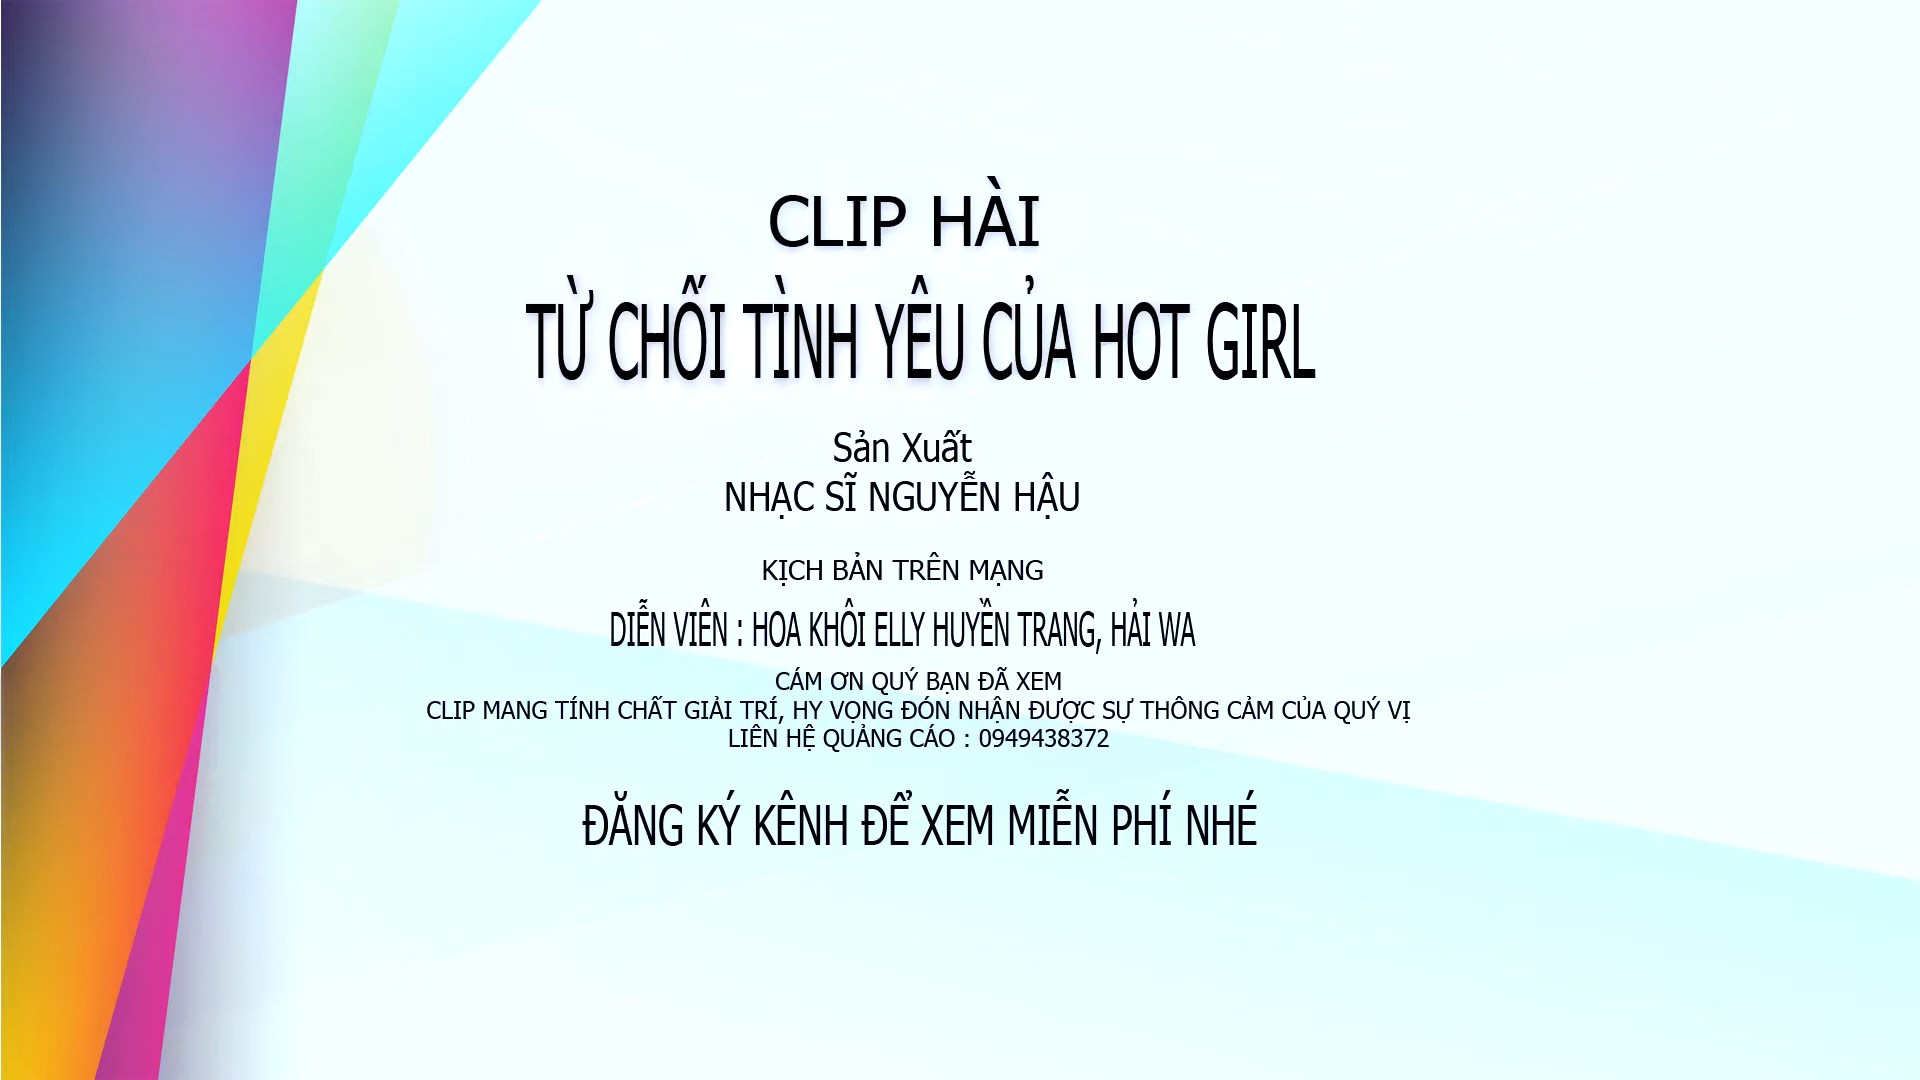 CLIP HÀI
TỪ CHỐI TÌNH YÊU CỦA HOT GIRL
Sản Xuất
NHẠC SĨ NGUYỄN HẬU
KỊCH BẢN TRÊN MẠNG
DIỄN VIÊN : HOA KHÔI ELLY HUYỀN TRANG, HẢI WA
CÁM ƠN QUÝ BẠN ĐÃ XEM
CLIP MANG TÍNH CHẤT GIẢI TRÍ, HY VỌNG ĐÓN NHẬN ĐƯỢC SỰ THÔNG CẢM CỦA QUÝ VỊ
LIÊN HỆ QUẢNG CÁO : 0949438372
ĐĂNG KÝ KÊNH ĐỂ XEM MIỄN PHÍ NHÉ